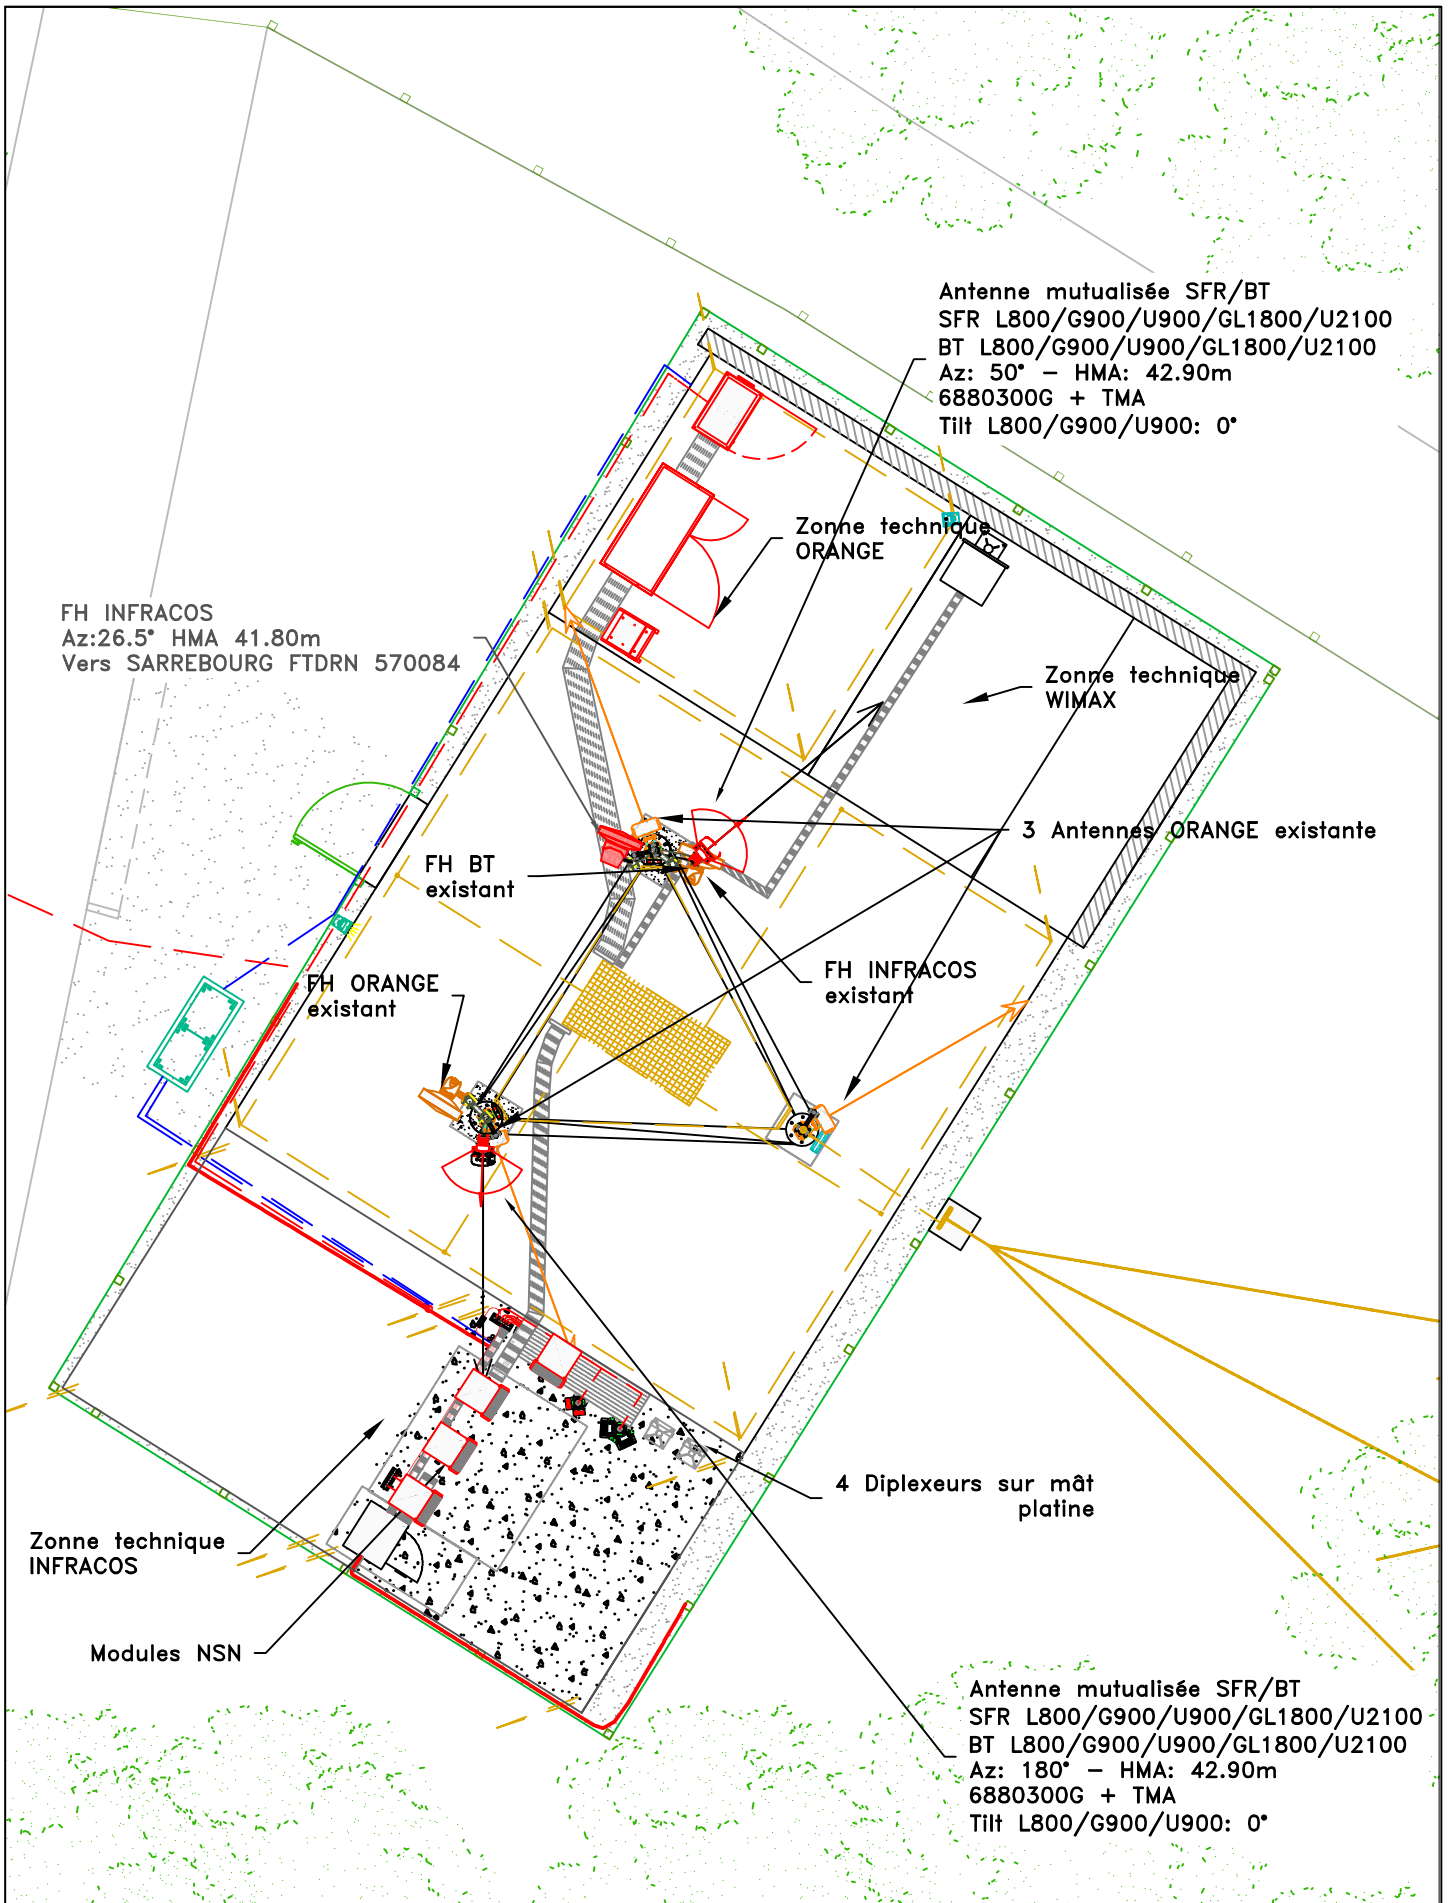 Antenne mutualisée SFR/BT
SFR L800/G900/U900/GL1800/U2100
BT L800/G900/U900/GL1800/U2100
Az: 50° – HMA: 42.90m
6880300G + TMA
Tilt L800/G900/U900: 0°
Zonne technique
ORANGE
FH INFRACOS
Az:26.5° HMA 41.80m
Vers SARREBOURG FTDRN 570084
Zonne technique
WIMAX
3 Antennes ORANGE existante
FH BT
existant
FH INFRACOS
existant
FH ORANGE
existant
4 Diplexeurs sur mât
platine
Zonne technique
INFRACOS
Modules NSN
Antenne mutualisée SFR/BT
SFR L800/G900/U900/GL1800/U2100
BT L800/G900/U900/GL1800/U2100
Az: 180° – HMA: 42.90m
6880300G + TMA
Tilt L800/G900/U900: 0°